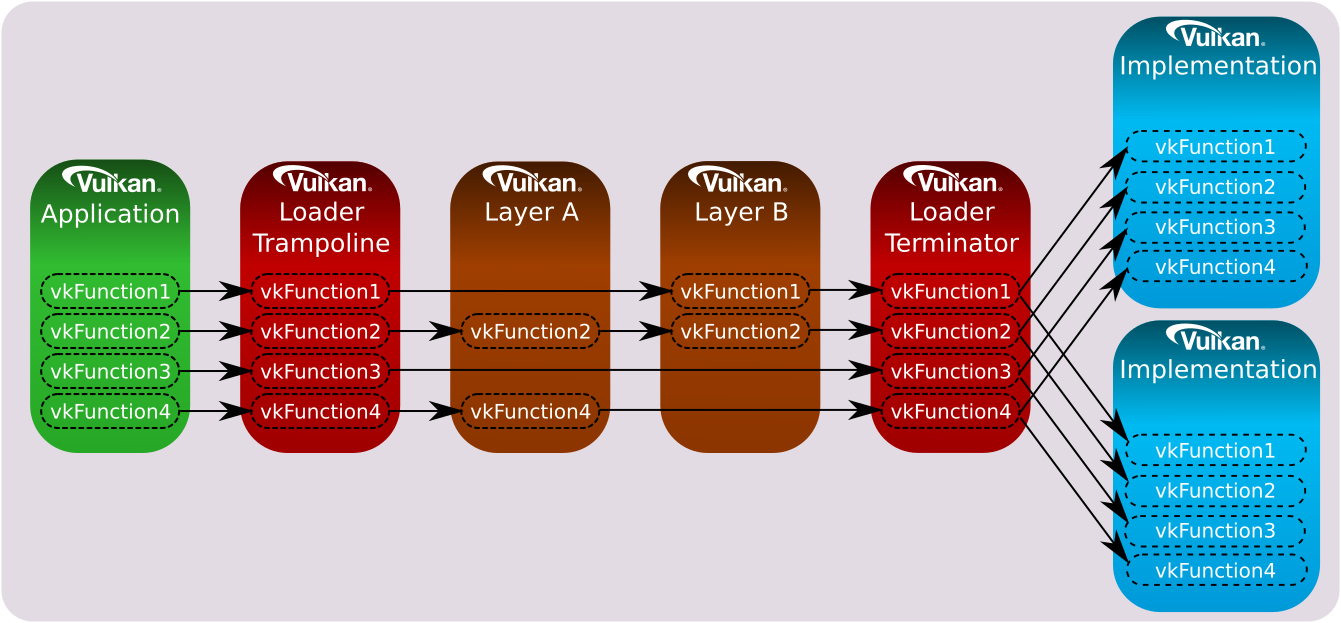 Vulkan®
Application
vkFunction1
vkFunction2
vkFunction3
vkFunction4
Vulkan®
Loader
Trampoline
vkFunction1
vkFunction2
vkFunction3
vkFunction4
Vulkan®
Layer A
vkFunction2
vkFunction4
Vulkan®
Layer B
vkFunction1
vkFunction2
Vulkan®
Loader
Terminator
vkFunction1
vkFunction2
vkFunction3
vkFunction4
Vulkan®
Implementation
vkFunction1
vkFunction2
vkFunction3
vkFunction4
Vulkan®
Implementation
vkFunction1
vkFunction2
vkFunction3
vkFunction4